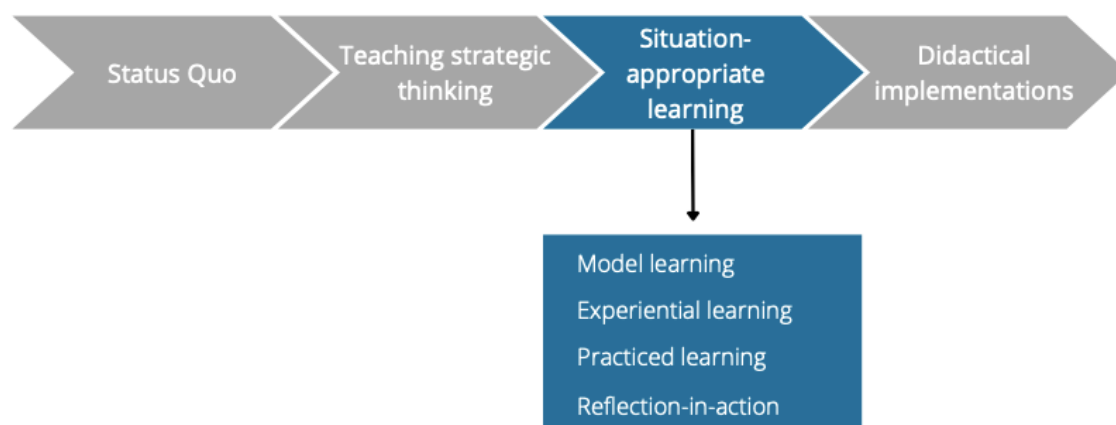 Status Quo
Teaching strategic
thinking
Situation-
appropriate
learning
Didactical
implementations
Model learning
Experiential learning
Practiced learning
Reflection-in-action